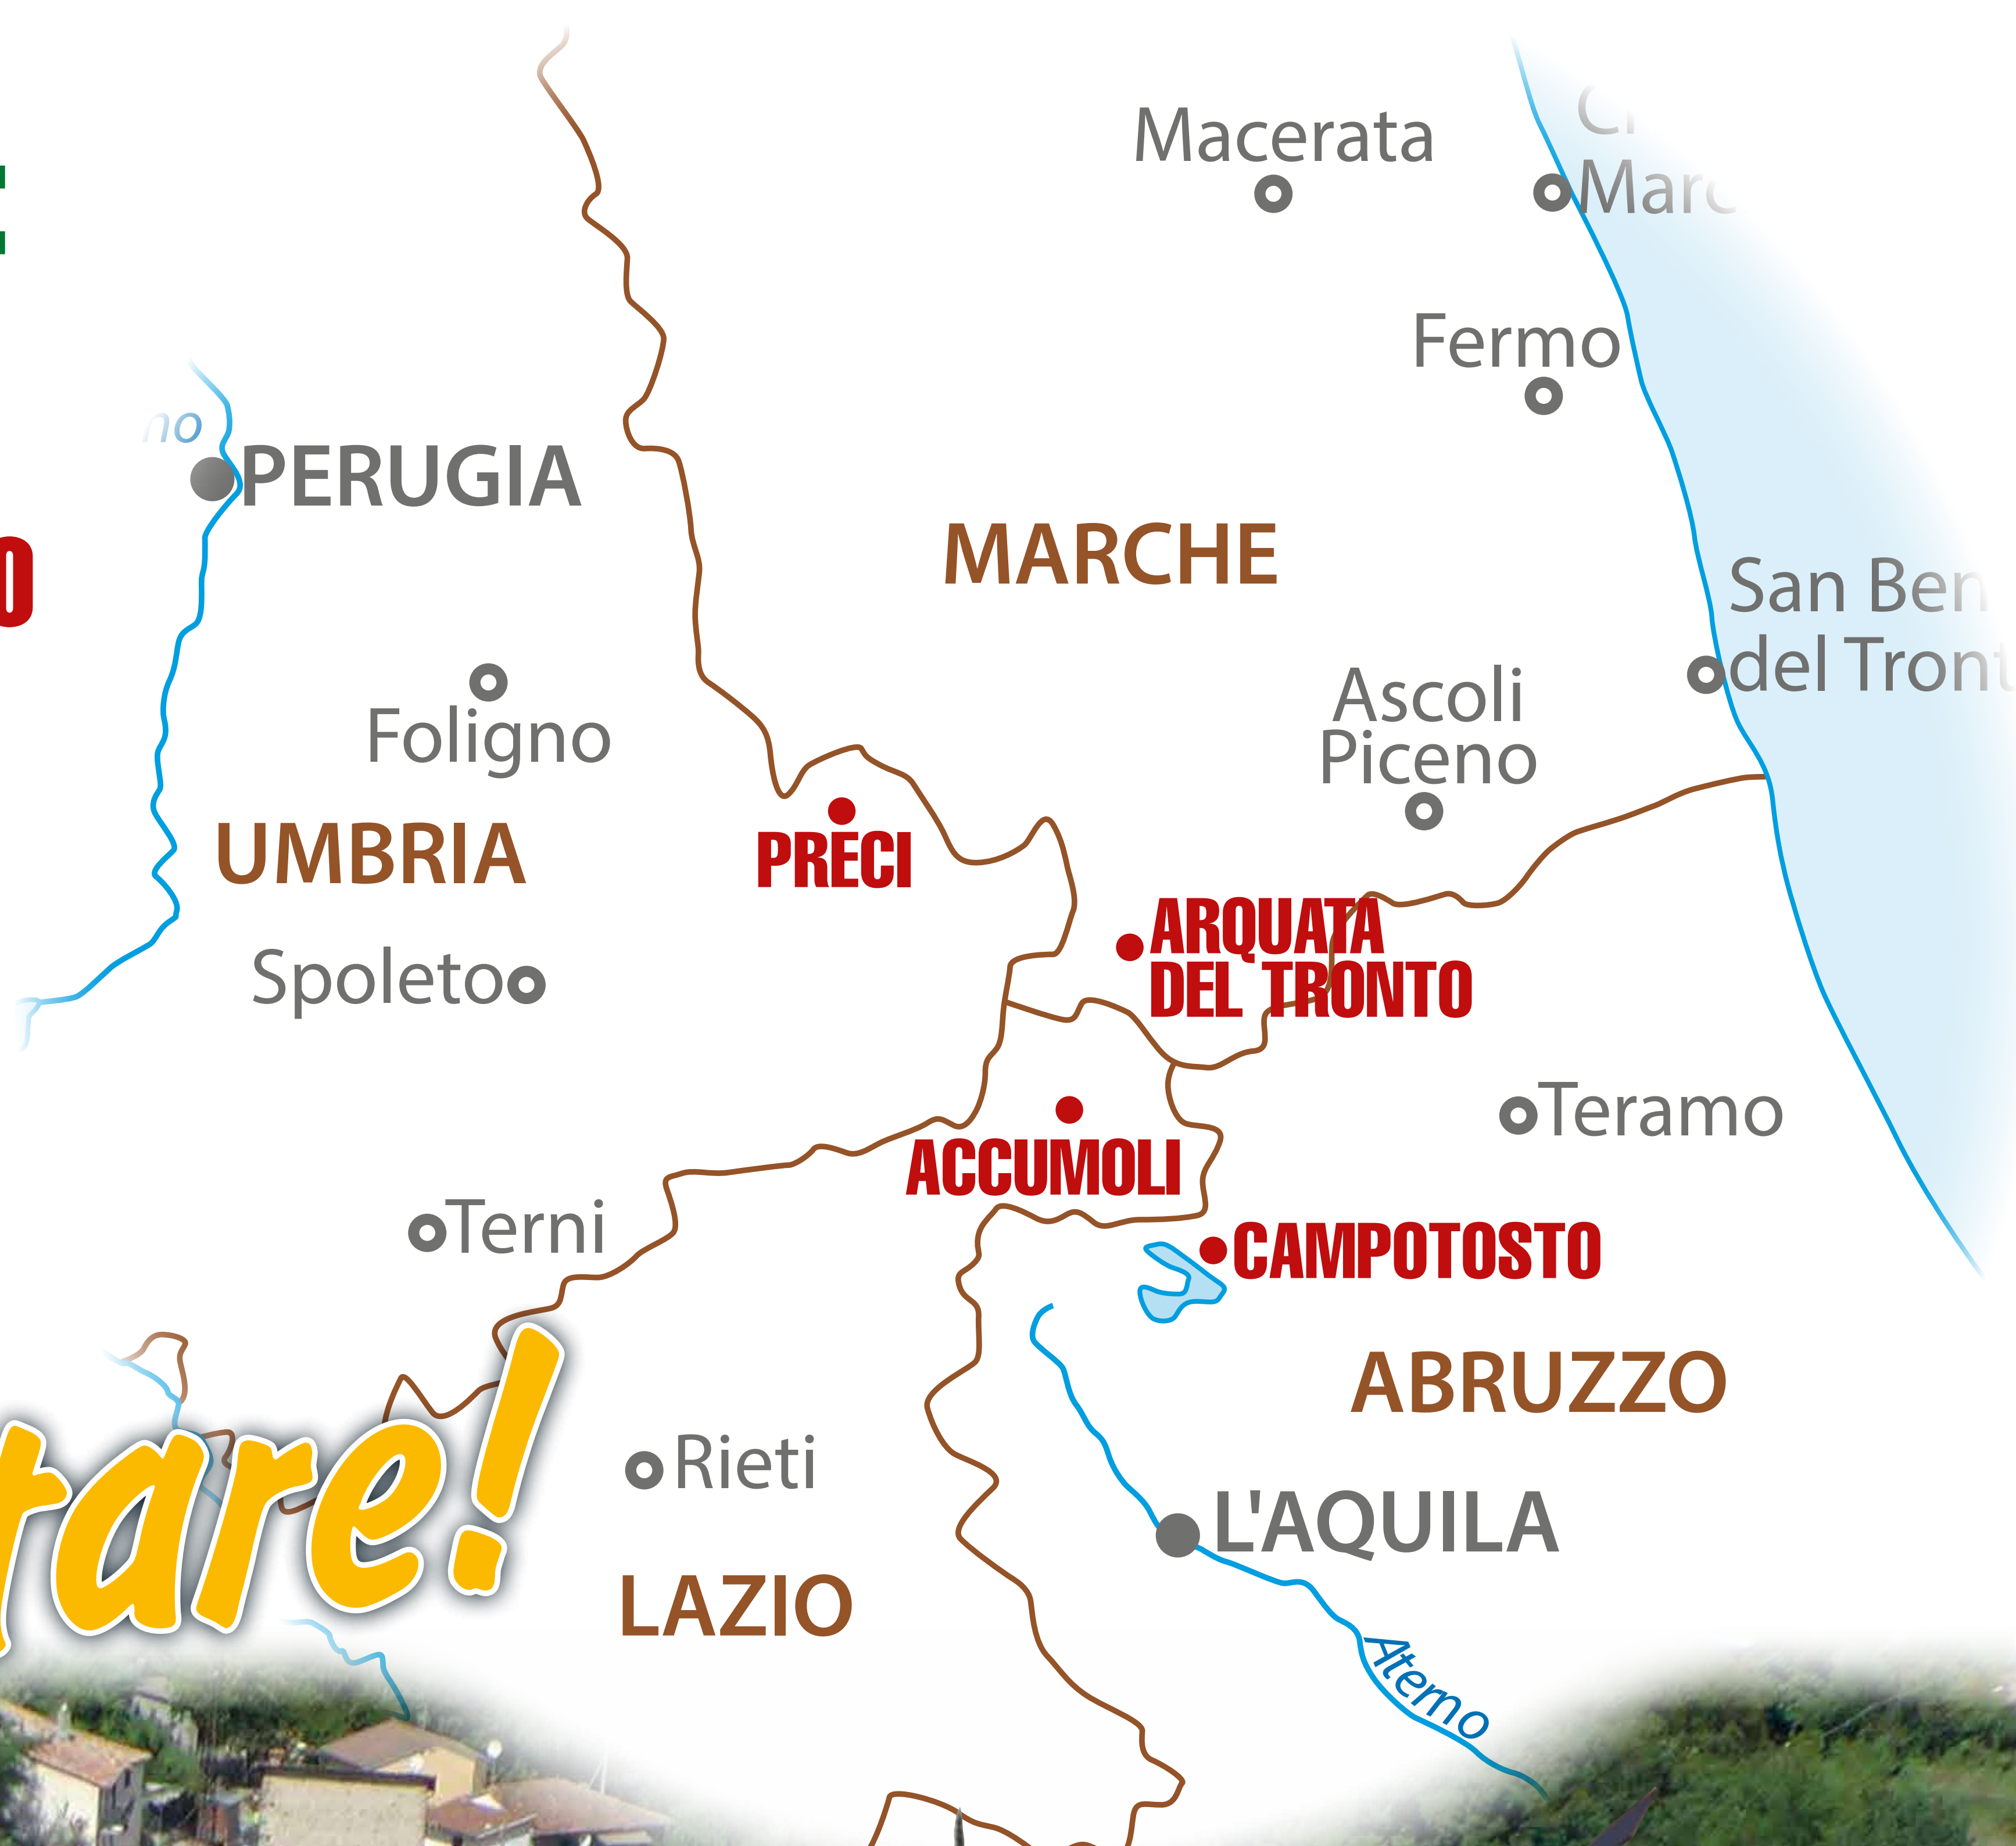 Macerata
Fermo
no
PERUGIA
MARCHE
San Ben
del Tront
Ascoli
Piceno
Foligno
UMBRIA
PRECI
ARQUATA
DEL TRONTO
Spoleto
Teramo
ACCUMOLI
Terni
CAMPOTOSTO
ABRUZZO
tare!
Rieti
L'AQUILA
LAZIO
Aterno